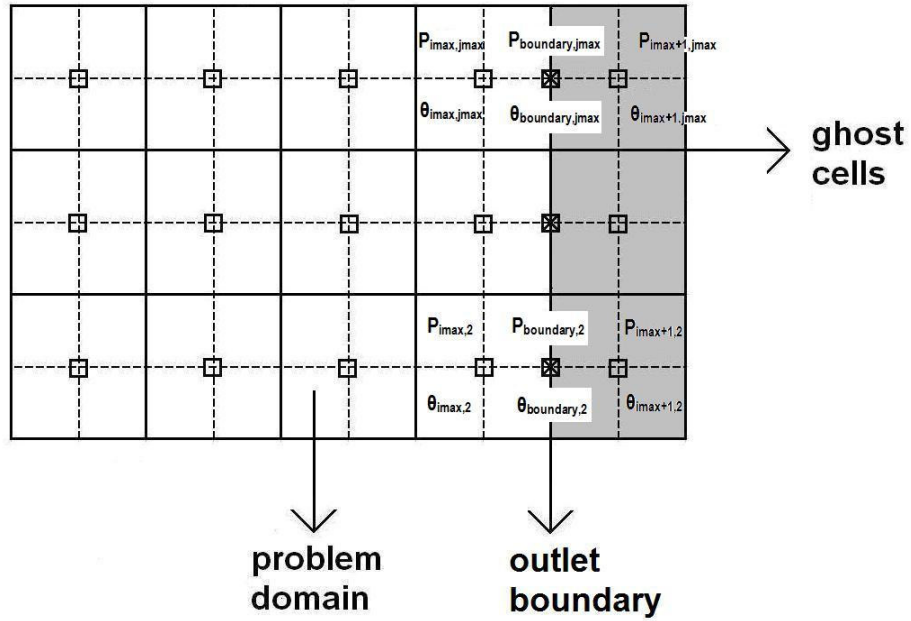 Pimax,jmax Pboundary,jmax Pimax+1,jmax
θimax,jmax θboundary,jmax θimax+1.jmax
ghost
cells
Pimax,2 Pboundary,2 Pimax+1,2
θimax,2 θboundary,2 θimax+1,2
problem
domain
outlet
boundary